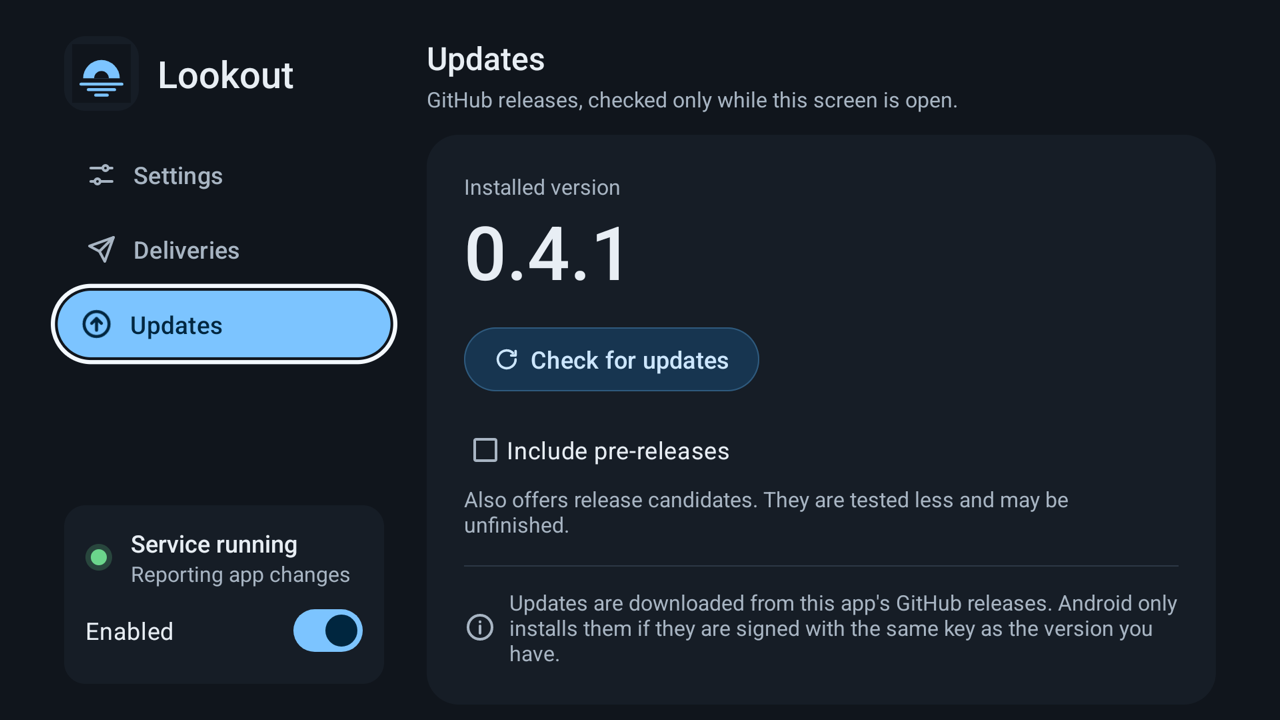 Lookout
Settings
Deliveries
Updates
Service running
Reporting app changes
Enabled
Updates
GitHub releases, checked only while this screen is open.
Installed version
0.4.1
Check for updates
Include pre-releases
Also offers release candidates. They are tested less and may be
unfinished.
Updates are downloaded from this app's GitHub releases. Android only
installs them if they are signed with the same key as the version you
have.